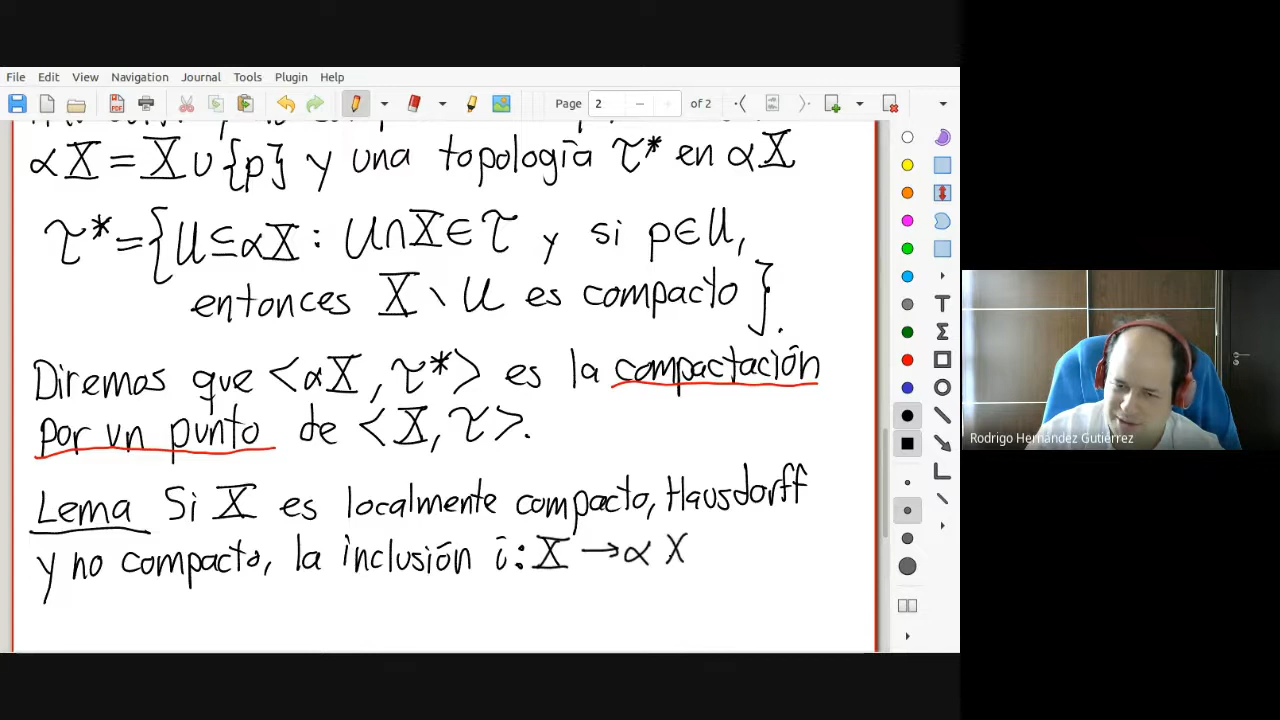 File Edit View Navigation Journal Tools Plugin Help
Page 2 of 2
αX = X ∪ {p} y una topología τ* en αX
τ* = {U ⊆ αX : U ∩ X ∈ τ y si p ∈ U,
entonces X \ U es compacto}.
Diremos que <αX, τ*> es la compactación
por un punto de <X, τ>.
Lema Si X es localmente compacto, Hausdorff
y no compacto, la inclusión i: X → αX
Rodrigo Hernández Gutiérrez